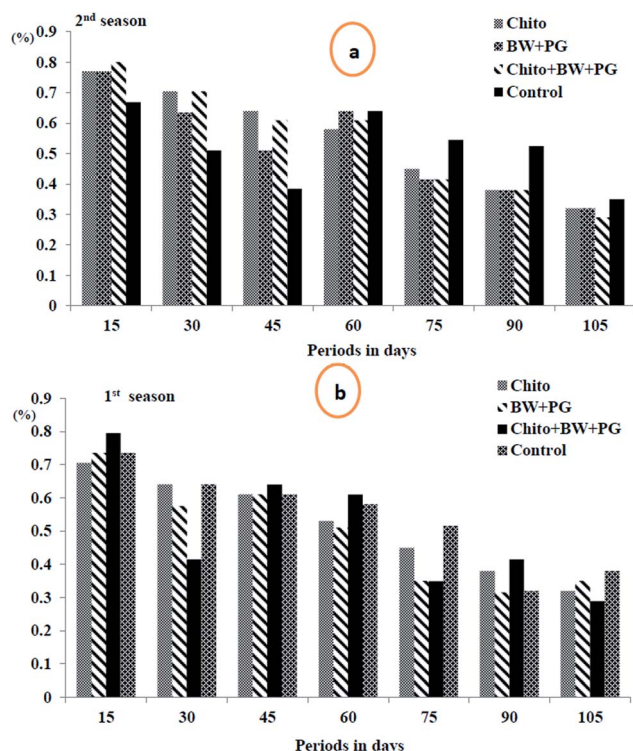 (%)
2nd season
a
Chito
BW+PG
Chito+BW+PG
Control
0.9
0.8
0.7
0.6
0.5
0.4
0.3
0.2
0.1
0
15 30 45 60 75 90 105
Periods in days
(%)
1st season
b
Chito
BW+PG
Chito+BW+PG
Control
0.9
0.8
0.7
0.6
0.5
0.4
0.3
0.2
0.1
0
15 30 45 60 75 90 105
Periods in days